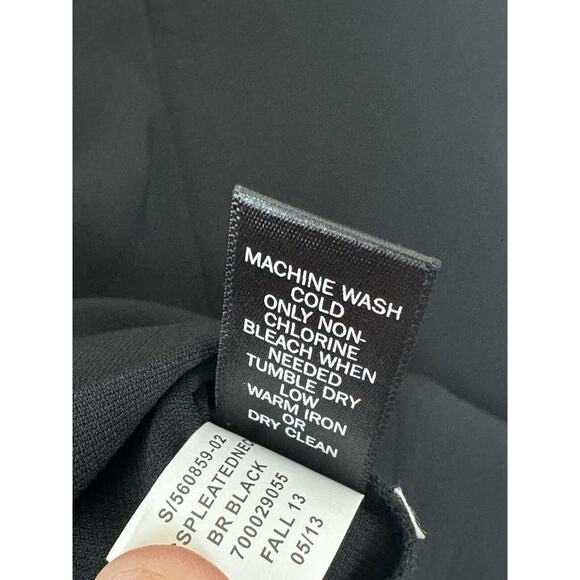 MACHINE WASH
COLD
ONLY NON-
CHLORINE
BLEACH WHEN
NEEDED
TUMBLE DRY
LOW
WARM IRON
OR
DRY CLEAN
S/560859-02
SPLEATEDNEC
BR BLACK
700029055
FALL 13
05/13